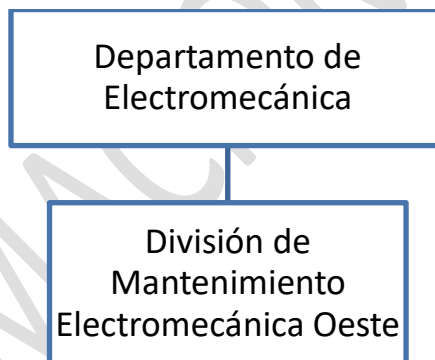 Departamento de
Electromecánica
División de
Mantenimiento
Electromecánica Oeste